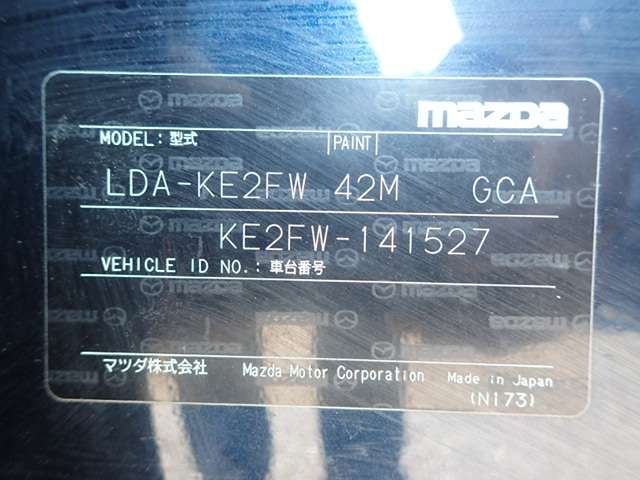 mazda
MODEL: 型式 PAINT
LDA-KE2FW 42M GCA
KE2FW-141527
VEHICLE ID NO.: 車台番号
マツダ株式会社 Mazda Motor Corporation Made in Japan
(N173)